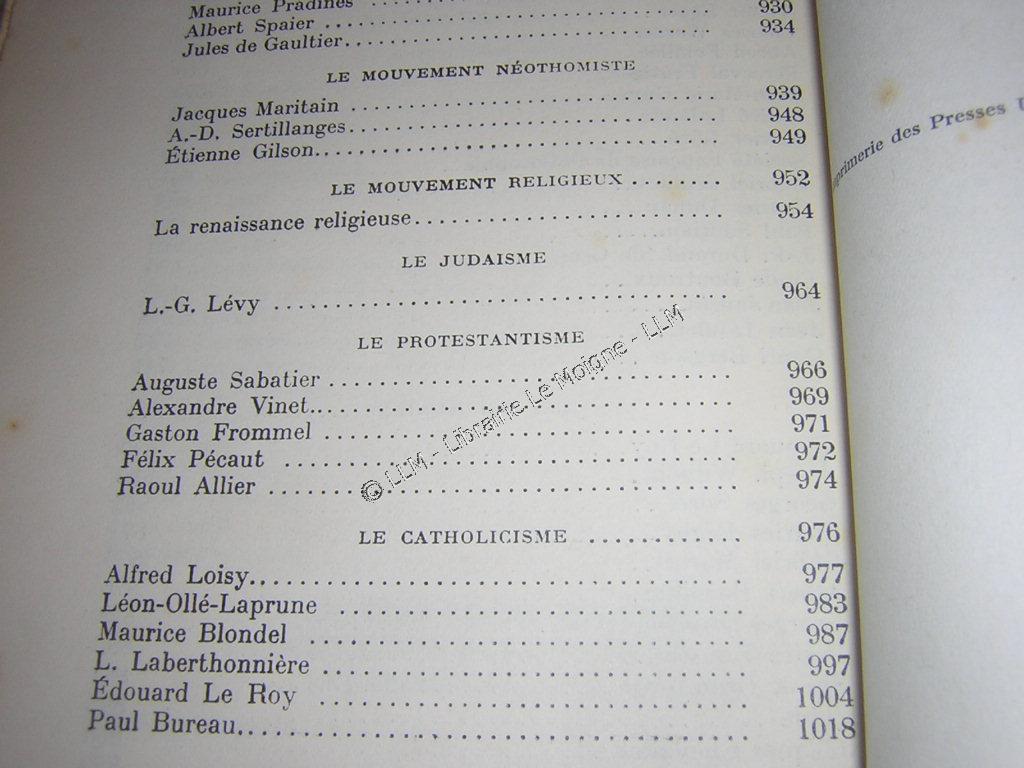 Maurice Pradines 930
Albert Spaier 934
Jules de Gaultier
LE MOUVEMENT NÉOTHOMISTE
Jacques Maritain 939
A.-D. Sertillanges 948
Étienne Gilson 949
LE MOUVEMENT RELIGIEUX 952
La renaissance religieuse 954
LE JUDAISME
L.-G. Lévy 964
LE PROTESTANTISME
Auguste Sabatier 966
Alexandre Vinet 969
Gaston Frommel 971
Félix Pécaut 972
Raoul Allier 974
LE CATHOLICISME 976
Alfred Loisy 977
Léon-Ollé-Laprune 983
Maurice Blondel 987
L. Laberthonnière 997
Édouard Le Roy 1004
Paul Bureau 1018
des Presses
© LLM - Librairie Le Moigne - LLM